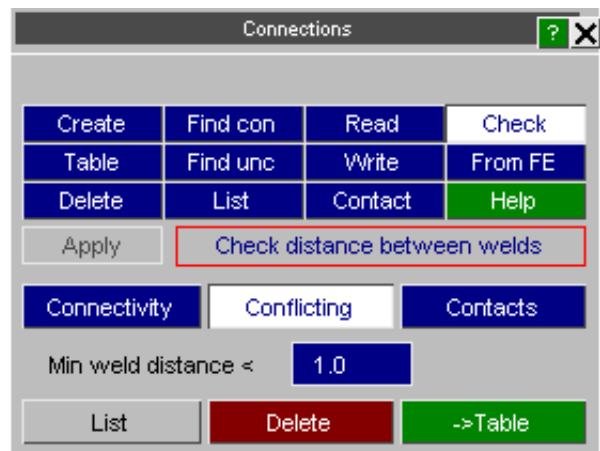 Connections ? X
Create Find con Read Check
Table Find unc Write From FE
Delete List Contact Help
Apply Check distance between welds
Connectivity Conflicting Contacts
Min weld distance < 1.0
List Delete ->Table